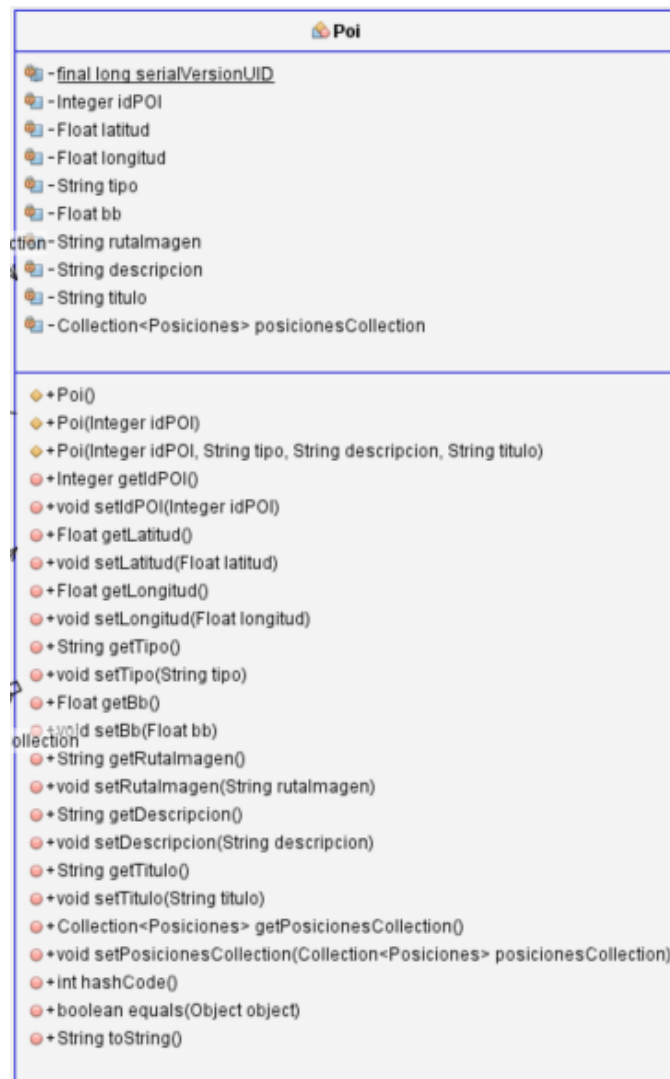 Poi
-final long serialVersionUID
-Integer idPOI
-Float latitud
-Float longitud
-String tipo
-Float bb
ction
-String rutaImagen
-String descripcion
-String titulo
-Collection<Posiciones> posicionesCollection
+Poi()
+Poi(Integer idPOI)
+Poi(Integer idPOI, String tipo, String descripcion, String titulo)
+Integer getIdPOI()
+void setIdPOI(Integer idPOI)
+Float getLatitud()
+void setLatitud(Float latitud)
+Float getLongitud()
+void setLongitud(Float longitud)
+String getTipo()
+void setTipo(String tipo)
+Float getBb()
+void setBb(Float bb)
ollection
+String getRutaImagen()
+void setRutaImagen(String rutaImagen)
+String getDescripcion()
+void setDescripcion(String descripcion)
+String getTitulo()
+void setTitulo(String titulo)
+Collection<Posiciones> getPosicionesCollection()
+void setPosicionesCollection(Collection<Posiciones> posicionesCollection)
+int hashCode()
+boolean equals(Object object)
+String toString()